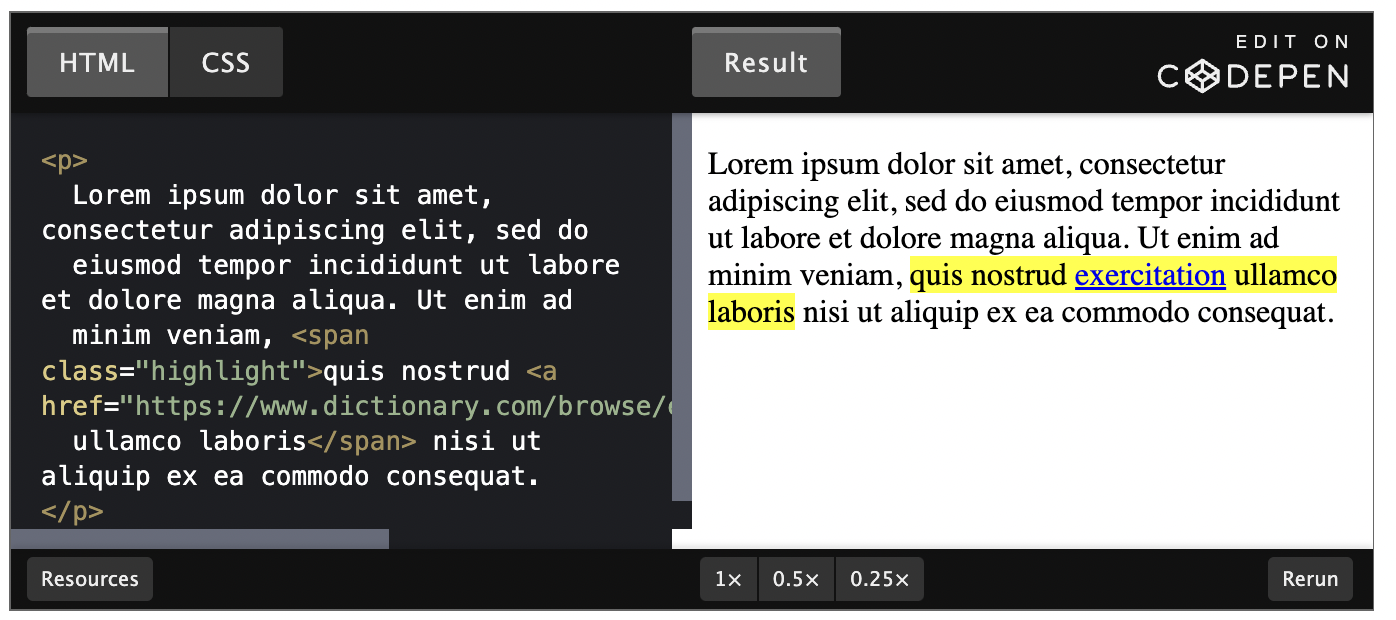 HTML
CSS
Result
EDIT ON
CODEPEN
<p>
  Lorem ipsum dolor sit amet,
consectetur adipiscing elit, sed do
  eiusmod tempor incididunt ut labore
et dolore magna aliqua. Ut enim ad
  minim veniam, <span
class="highlight">quis nostrud <a
href="https://www.dictionary.com/browse/
  ullamco laboris</span> nisi ut
aliquip ex ea commodo consequat.
</p>
Lorem ipsum dolor sit amet, consectetur
adipiscing elit, sed do eiusmod tempor incididunt
ut labore et dolore magna aliqua. Ut enim ad
minim veniam, quis nostrud exercitation ullamco
laboris nisi ut aliquip ex ea commodo consequat.
Resources
1×
0.5×
0.25×
Rerun